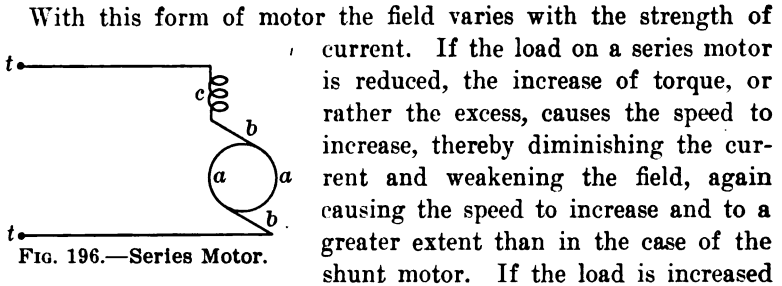 With this form of motor the field varies with the strength of
current. If the load on a series motor
is reduced, the increase of torque, or
rather the excess, causes the speed to
increase, thereby diminishing the cur-
rent and weakening the field, again
causing the speed to increase and to a
greater extent than in the case of the
shunt motor. If the load is increased
t
c
b
a a
b
t
FIG. 196.—Series Motor.